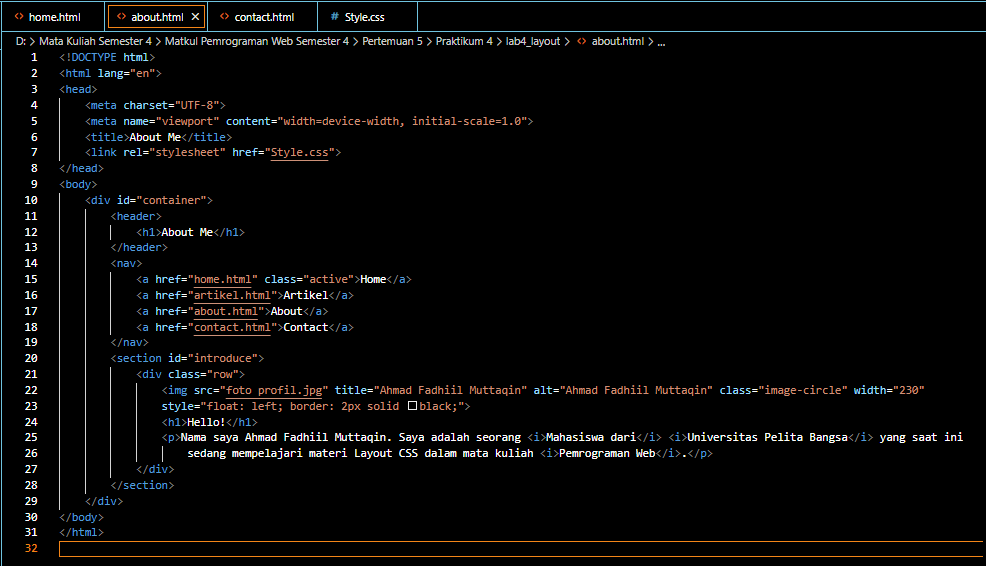 home.html about.html contact.html # Style.css
D: > Mata Kuliah Semester 4 > Matkul Pemrograman Web Semester 4 > Pertemuan 5 > Praktikum 4 > lab4_layout > about.html > ...
1 <!DOCTYPE html>
2 <html lang="en">
3 <head>
4 <meta charset="UTF-8">
5 <meta name="viewport" content="width=device-width, initial-scale=1.0">
6 <title>About Me</title>
7 <link rel="stylesheet" href="Style.css">
8 </head>
9 <body>
10 <div id="container">
11 <header>
12 <h1>About Me</h1>
13 </header>
14 <nav>
15 <a href="home.html" class="active">Home</a>
16 <a href="artikel.html">Artikel</a>
17 <a href="about.html">About</a>
18 <a href="contact.html">Contact</a>
19 </nav>
20 <section id="introduce">
21 <div class="row">
22 <img src="foto profil.jpg" title="Ahmad Fadhiil Muttaqin" alt="Ahmad Fadhiil Muttaqin" class="image-circle" width="230"
23 style="float: left; border: 2px solid black;">
24 <h1>Hello!</h1>
25 <p>Nama saya Ahmad Fadhiil Muttaqin. Saya adalah seorang <i>Mahasiswa dari</i> <i>Universitas Pelita Bangsa</i> yang saat ini
26 sedang mempelajari materi Layout CSS dalam mata kuliah <i>Pemrograman Web</i>.</p>
27 </div>
28 </section>
29 </div>
30 </body>
31 </html>
32